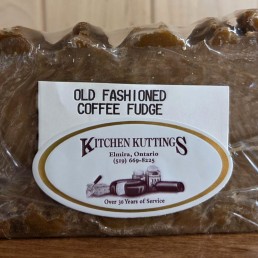 OLD FASHIONED
COFFEE FUDGE
KITCHEN KUTTINGS
Elmira, Ontario
(519) 669-8225
Over 30 Years of Service